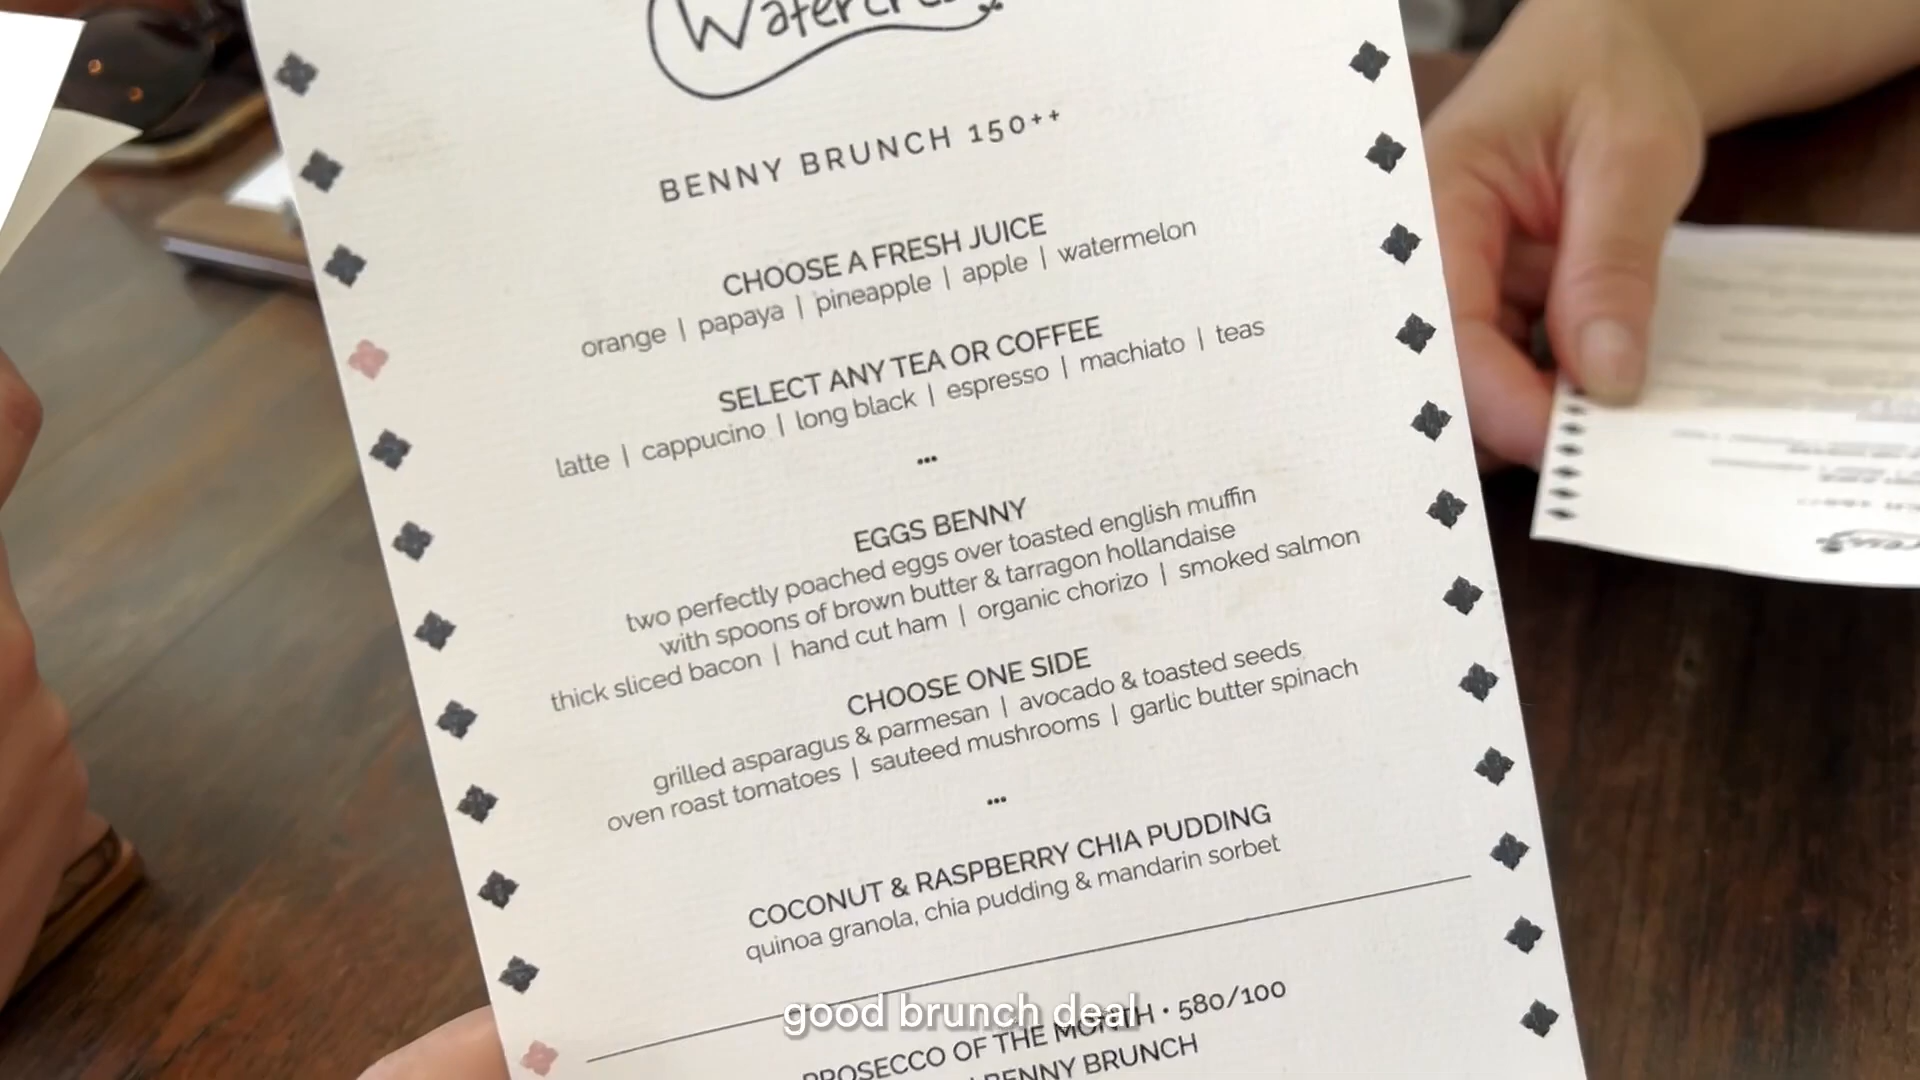 BENNY BRUNCH 150++
CHOOSE A FRESH JUICE
orange | papaya | pineapple | apple | watermelon
SELECT ANY TEA OR COFFEE
latte | cappucino | long black | espresso | machiato | teas
•••
EGGS BENNY
two perfectly poached eggs over toasted english muffin
with spoons of brown butter & tarragon hollandaise
thick sliced bacon | hand cut ham | organic chorizo | smoked salmon
CHOOSE ONE SIDE
grilled asparagus & parmesan | avocado & toasted seeds
oven roast tomatoes | sauteed mushrooms | garlic butter spinach
•••
COCONUT & RASPBERRY CHIA PUDDING
quinoa granola, chia pudding & mandarin sorbet
PROSECCO OF THE MONTH • 580/100
BENNY BRUNCH
good brunch deal